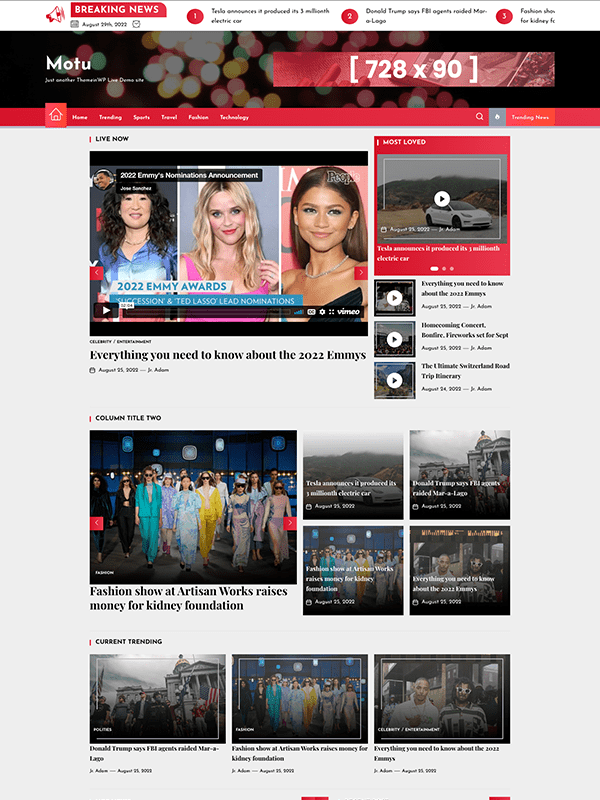 BREAKING NEWS
August 29th, 2022
1
Tesla announces it produced its 3 millionth
electric car
2
Donald Trump says FBI agents raided Mar-
a-Lago
3
Fashion sho
for kidney fo
Motu
Just another ThemeinWP Live Demo site
[ 728 x 90 ]
Home
Trending
Sports
Travel
Fashion
Technology
Trending News
LIVE NOW
2022 Emmy's Nominations Announcement
Jose Sanchez
People
2022 EMMY AWARDS
'SUCCESSION' & 'TED LASSO' LEAD NOMINATIONS
02:04
CC
vimeo
CELEBRITY / ENTERTAINMENT
Everything you need to know about the 2022 Emmys
August 25, 2022 — Jr. Adam
MOST LOVED
August 25, 2022 — Jr. Adam
Tesla announces it produced its 3 millionth
electric car
Everything you need to know
about the 2022 Emmys
August 25, 2022 — Jr. Adam
Homecoming Concert,
Bonfire, Fireworks set for Sept
August 25, 2022 — Jr. Adam
The Ultimate Switzerland Road
Trip Itinerary
August 24, 2022 — Jr. Adam
COLUMN TITLE TWO
FASHION
Fashion show at Artisan Works raises
money for kidney foundation
Tesla announces it produced its
3 millionth electric car
August 25, 2022
Donald Trump says FBI agents
raided Mar-a-Lago
August 25, 2022
Fashion show at Artisan Works
raises money for kidney
foundation
August 25, 2022
Everything you need to know
about the 2022 Emmys
August 25, 2022
CURRENT TRENDING
POLITICS
Donald Trump says FBI agents raided Mar-a-
Lago
Jr. Adam — August 25, 2022
FASHION
Fashion show at Artisan Works raises money for
kidney foundation
Jr. Adam — August 25, 2022
CELEBRITY / ENTERTAINMENT
Everything you need to know about the 2022
Emmys
Jr. Adam — August 25, 2022